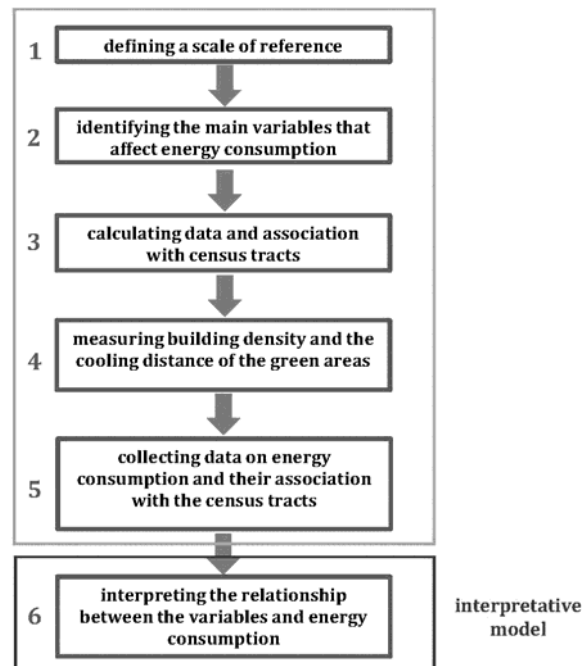 1
defining a scale of reference
2
identifying the main variables that
affect energy consumption
3
calculating data and association
with census tracts
4
measuring building density and the
cooling distance of the green areas
5
collecting data on energy
consumption and their association
with the census tracts
6
interpreting the relationship
between the variables and energy
consumption
interpretative
model